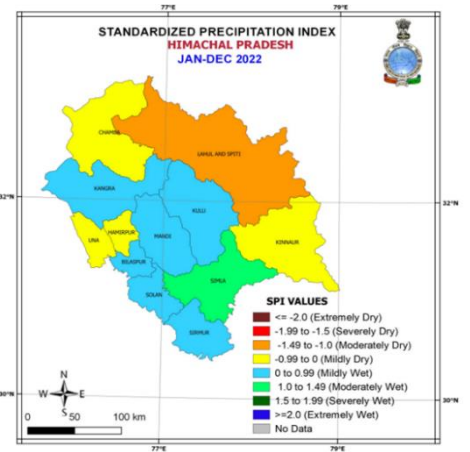 STANDARDIZED PRECIPITATION INDEX
HIMACHAL PRADESH
JAN-DEC 2022
77°E
79°E
CHAMBA
LAHUL AND SPITI
KANGRA
KULLU
32°N
32°N
HAMIRPUR
UNA
MANDI
KINNAUR
BILASPUR
SIMLA
SOLAN
SIRMUR
SPI VALUES
<= -2.0 (Extremely Dry)
-1.99 to -1.5 (Severely Dry)
-1.49 to -1.0 (Moderately Dry)
-0.99 to 0 (Mildly Dry)
0 to 0.99 (Mildly Wet)
1.0 to 1.49 (Moderately Wet)
1.5 to 1.99 (Severely Wet)
>=2.0 (Extremely Wet)
No Data
N
W E
S
30°N
30°N
0 50 100 km
77°E
79°E